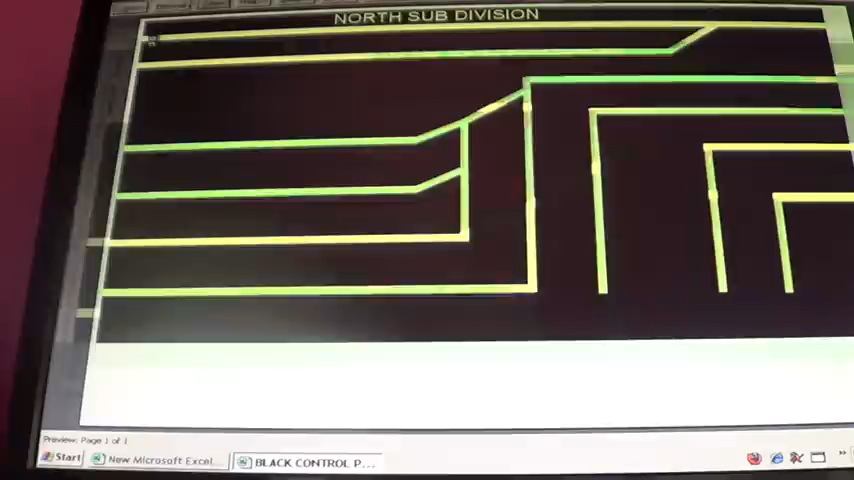 NORTH SUB DIVISION
Preview: Page 1 of 1
Start
New Microsoft Excel...
BLACK CONTROL P...